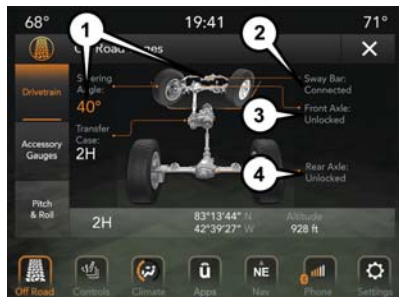 68°
19:41
71°
Off Road Pages
1
2
3
4
Drivetrain
Accessory
Gauges
Pitch
& Roll
Steering
Angle:
40°
Transfer
Case:
2H
Sway Bar:
Connected
Front Axle:
Unlocked
Rear Axle:
Unlocked
2H
83°13'44" N
42°39'27" W
Altitude
928 ft
NE
Off Road
Controls
Climate
Apps
Nav
Phone
Settings